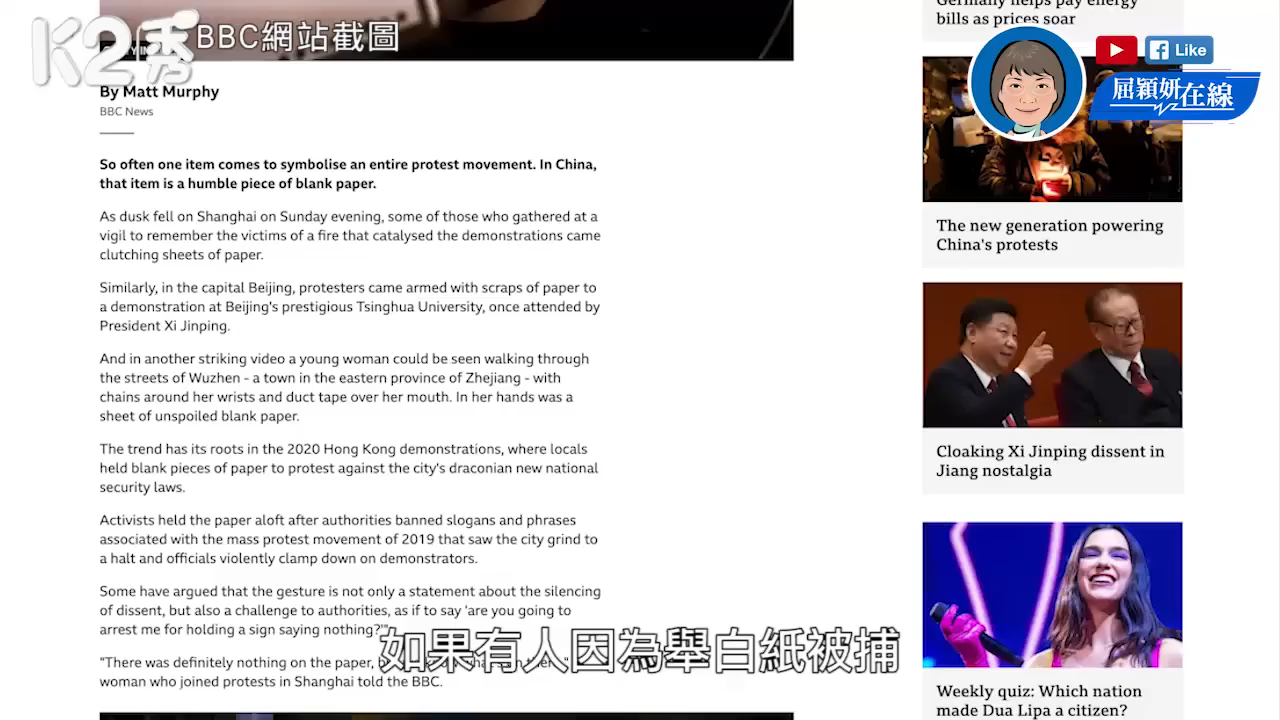 K2秀
BBC網站截圖
By Matt Murphy
BBC News
So often one item comes to symbolise an entire protest movement. In China,
that item is a humble piece of blank paper.
As dusk fell on Shanghai on Sunday evening, some of those who gathered at a
vigil to remember the victims of a fire that catalysed the demonstrations came
clutching sheets of paper.
Similarly, in the capital Beijing, protesters came armed with scraps of paper to
a demonstration at Beijing's prestigious Tsinghua University, once attended by
President Xi Jinping.
And in another striking video a young woman could be seen walking through
the streets of Wuzhen - a town in the eastern province of Zhejiang - with
chains around her wrists and duct tape over her mouth. In her hands was a
sheet of unspoiled blank paper.
The trend has its roots in the 2020 Hong Kong demonstrations, where locals
held blank pieces of paper to protest against the city's draconian new national
security laws.
Activists held the paper aloft after authorities banned slogans and phrases
associated with the mass protest movement of 2019 that saw the city grind to
a halt and officials violently clamp down on demonstrators.
Some have argued that the gesture is not only a statement about the silencing
of dissent, but also a challenge to authorities, as if to say 'are you going to
arrest me for holding a sign saying nothing?'"
"There was definitely nothing on the paper,
woman who joined protests in Shanghai told the BBC.
如果有人因為舉白紙被捕
Germany helps pay energy
bills as prices soar
Like
屈穎妍在線
The new generation powering
China's protests
Cloaking Xi Jinping dissent in
Jiang nostalgia
Weekly quiz: Which nation
made Dua Lipa a citizen?